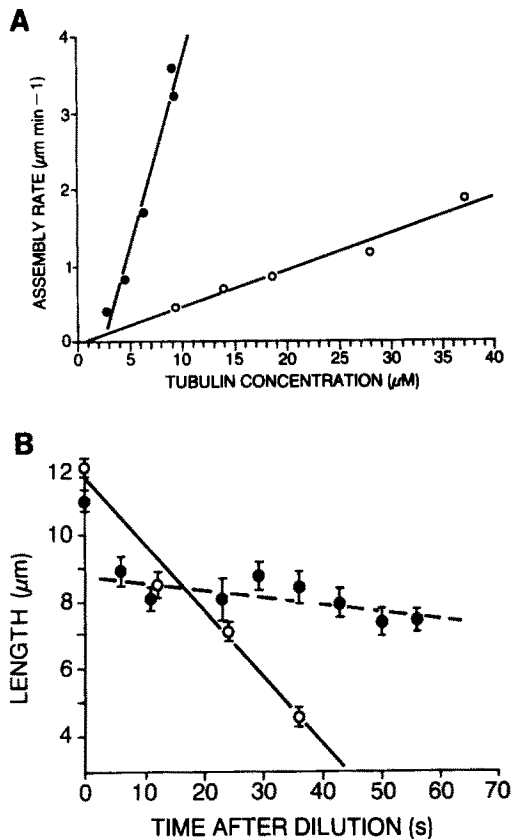 A
4
3
2
1
0
ASSEMBLY RATE (µm min − 1)
0 5 10 15 20 25 30 35 40
TUBULIN CONCENTRATION (µM)
B
12
10
8
6
4
LENGTH (µm)
0 10 20 30 40 50 60 70
TIME AFTER DILUTION (s)